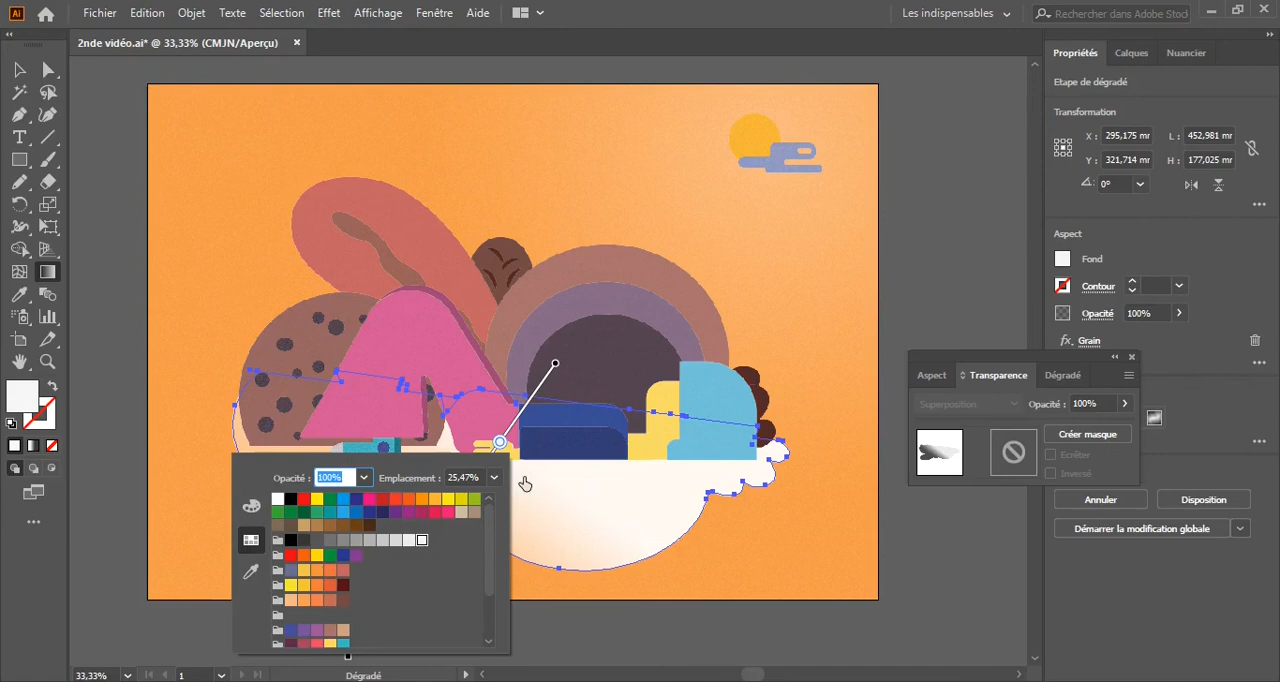 Ai Fichier Edition Objet Texte Sélection Effet Affichage Fenêtre Aide Les indispensables Rechercher dans Adobe Stock
2nde vidéo.ai* @ 33,33% (CMJN/Aperçu) ×
Propriétés Calques Nuancier
Etape de dégradé
Transformation
X : 295,175 mr L : 452,981 mr
Y : 321,714 mr H : 177,025 mr
0°
Aspect
Fond
Contour
Opacité 100%
fx. Grain
Aspect Transparence Dégradé
Superposition Opacité : 100%
Créer masque
Ecrêter
Inversé
Annuler Disposition
Démarrer la modification globale
Opacité : 100% Emplacement : 25,47%
33,33% 1 Dégradé